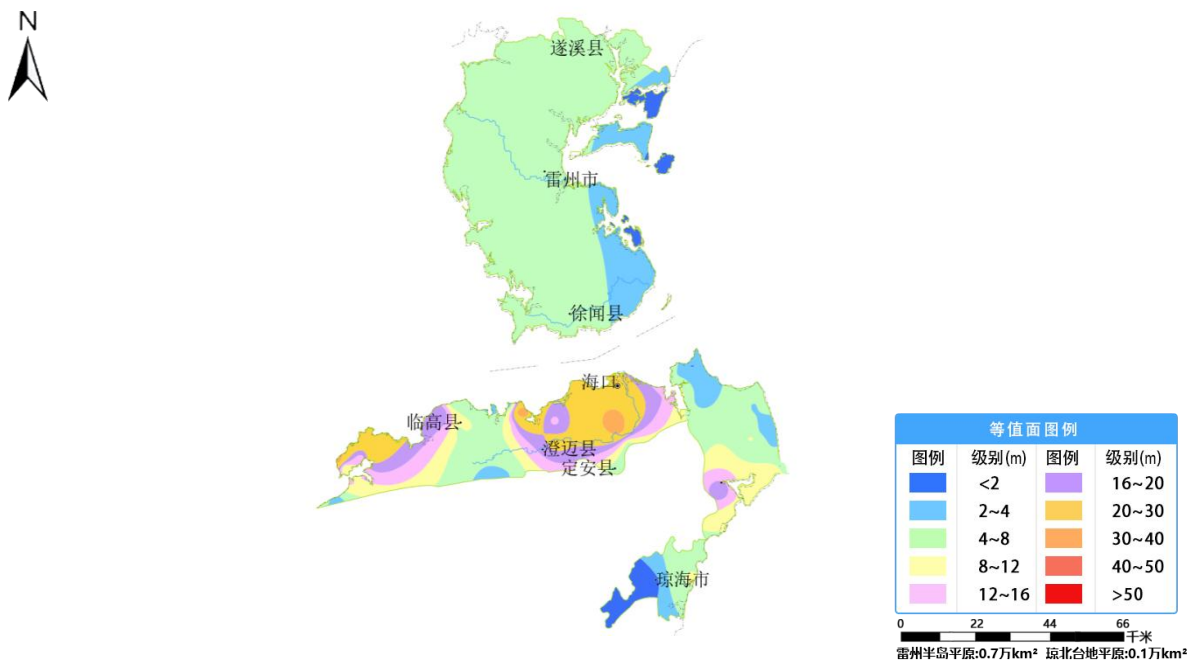 N
遂溪县
雷州市
徐闻县
海口
临高县
澄迈县
定安县
琼海市
等值面图例
图例 级别(m) 图例 级别(m)
<2 16~20
2~4 20~30
4~8 30~40
8~12 40~50
12~16 >50
0 22 44 66
千米
雷州半岛平原:0.7万km² 琼北台地平原:0.1万km²